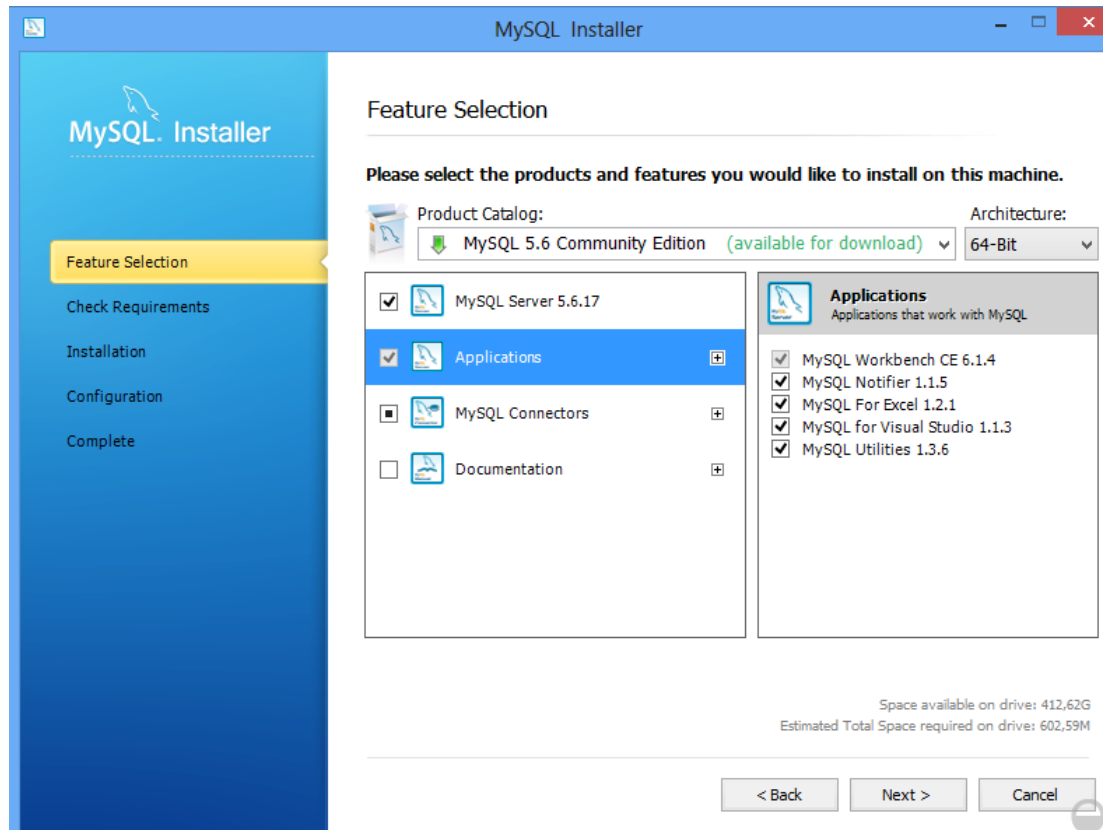 MySQL Installer
MySQL. Installer
Feature Selection
Check Requirements
Installation
Configuration
Complete
Feature Selection
Please select the products and features you would like to install on this machine.
Product Catalog:
Architecture:
MySQL 5.6 Community Edition (available for download)
64-Bit
MySQL Server 5.6.17
Applications
MySQL Connectors
Documentation
Applications
Applications that work with MySQL
MySQL Workbench CE 6.1.4
MySQL Notifier 1.1.5
MySQL For Excel 1.2.1
MySQL for Visual Studio 1.1.3
MySQL Utilities 1.3.6
Space available on drive: 412,62G
Estimated Total Space required on drive: 602,59M
< Back
Next >
Cancel